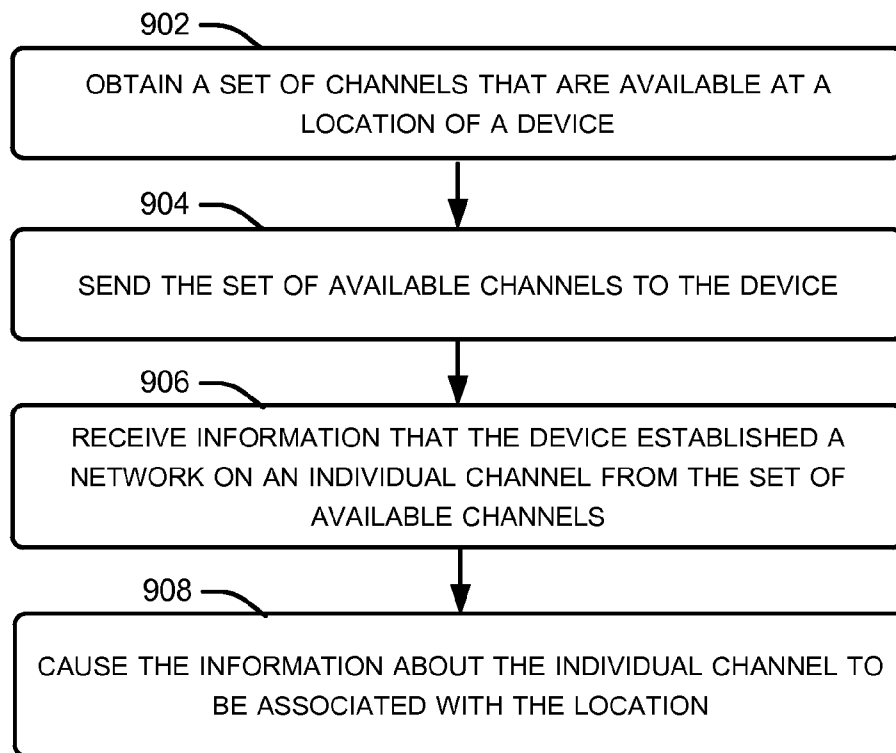 902
OBTAIN A SET OF CHANNELS THAT ARE AVAILABLE AT A
LOCATION OF A DEVICE
904
SEND THE SET OF AVAILABLE CHANNELS TO THE DEVICE
906
RECEIVE INFORMATION THAT THE DEVICE ESTABLISHED A
NETWORK ON AN INDIVIDUAL CHANNEL FROM THE SET OF
AVAILABLE CHANNELS
908
CAUSE THE INFORMATION ABOUT THE INDIVIDUAL CHANNEL TO
BE ASSOCIATED WITH THE LOCATION